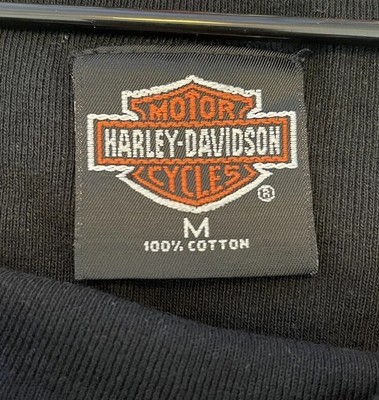 MOTOR
HARLEY-DAVIDSON
CYCLES
®
M
100% COTTON